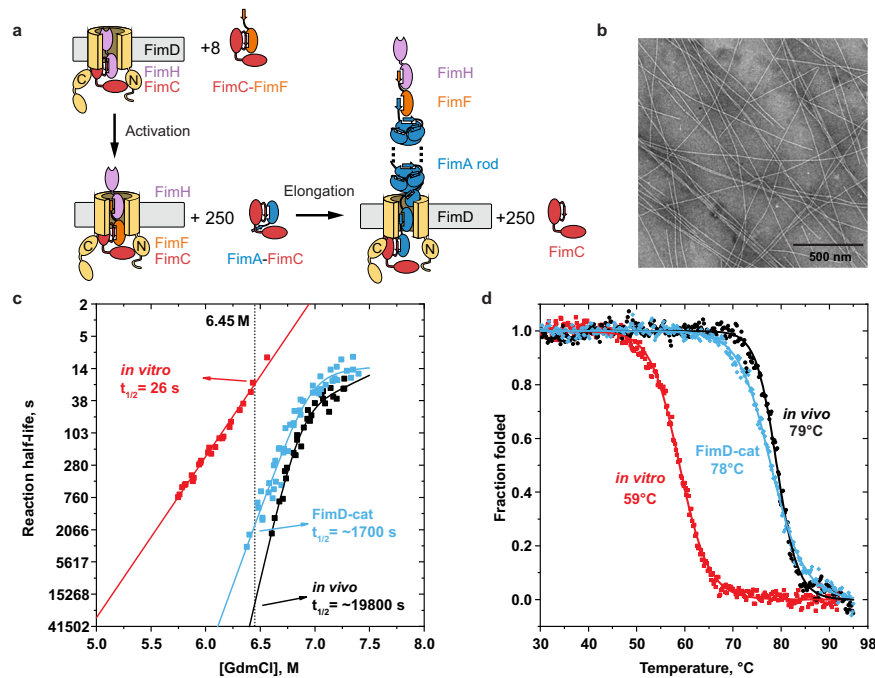 a
FimD
FimH
FimC
+8
FimC-FimF
Activation
FimH
FimF
FimC
C
N
+ 250
FimA-FimC
Elongation
FimH
FimF
FimA rod
FimD
C
N
+250
FimC
b
500 nm
c
Reaction half-life, s
2
5
14
38
103
280
760
2066
5617
15268
41502
6.45 M
in vitro
t1/2= 26 s
FimD-cat
t1/2= ~1700 s
in vivo
t1/2= ~19800 s
5.0 5.5 6.0 6.5 7.0 7.5 8.0
[GdmCl], M
d
Fraction folded
1.0
0.8
0.6
0.4
0.2
0.0
in vivo
79°C
FimD-cat
78°C
in vitro
59°C
30 40 50 60 70 80 90 98
Temperature, °C